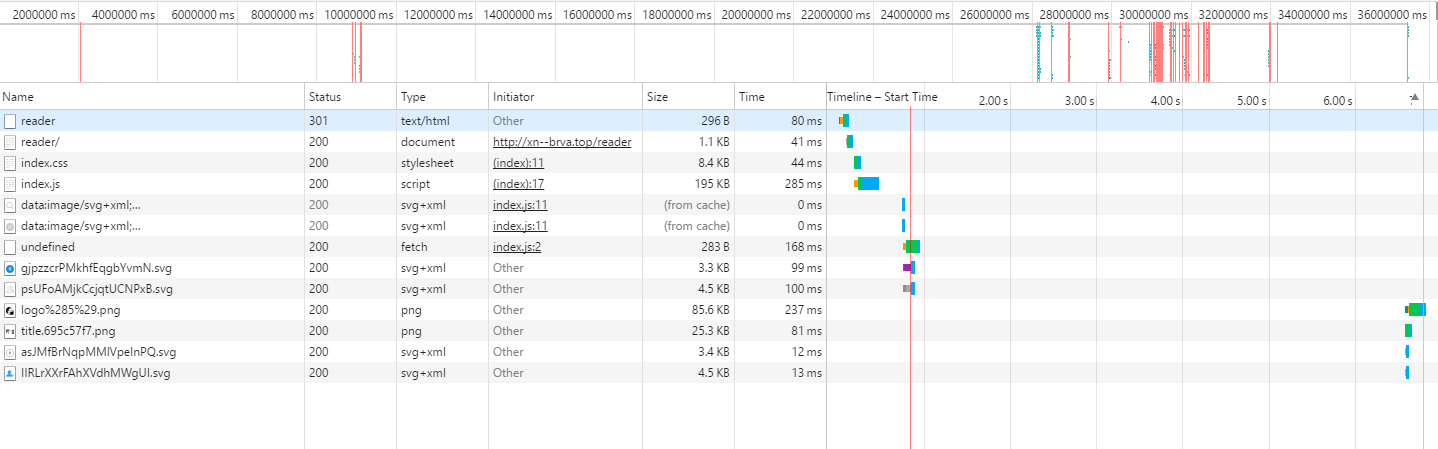 2000000 ms 4000000 ms 6000000 ms 8000000 ms 10000000 ms 12000000 ms 14000000 ms 16000000 ms 18000000 ms 20000000 ms 22000000 ms 24000000 ms 26000000 ms 28000000 ms 30000000 ms 32000000 ms 34000000 ms 36000000 ms
Name Status Type Initiator Size Time Timeline – Start Time 2.00 s 3.00 s 4.00 s 5.00 s 6.00 s
reader 301 text/html Other 296 B 80 ms
reader/ 200 document http://xn--brva.top/reader 1.1 KB 41 ms
index.css 200 stylesheet (index):11 8.4 KB 44 ms
index.js 200 script (index):17 195 KB 285 ms
data:image/svg+xml;... 200 svg+xml index.js:11 (from cache) 0 ms
data:image/svg+xml;... 200 svg+xml index.js:11 (from cache) 0 ms
undefined 200 fetch index.js:2 283 B 168 ms
gjpzzcrPMkhfEqgbYvmN.svg 200 svg+xml Other 3.3 KB 99 ms
psUFoAMjkCcjqtUCNPxB.svg 200 svg+xml Other 4.5 KB 100 ms
logo%285%29.png 200 png Other 85.6 KB 237 ms
title.695c57f7.png 200 png Other 25.3 KB 81 ms
200 svg+xml Other 3.4 KB 12 ms
200 svg+xml Other 4.5 KB 13 ms